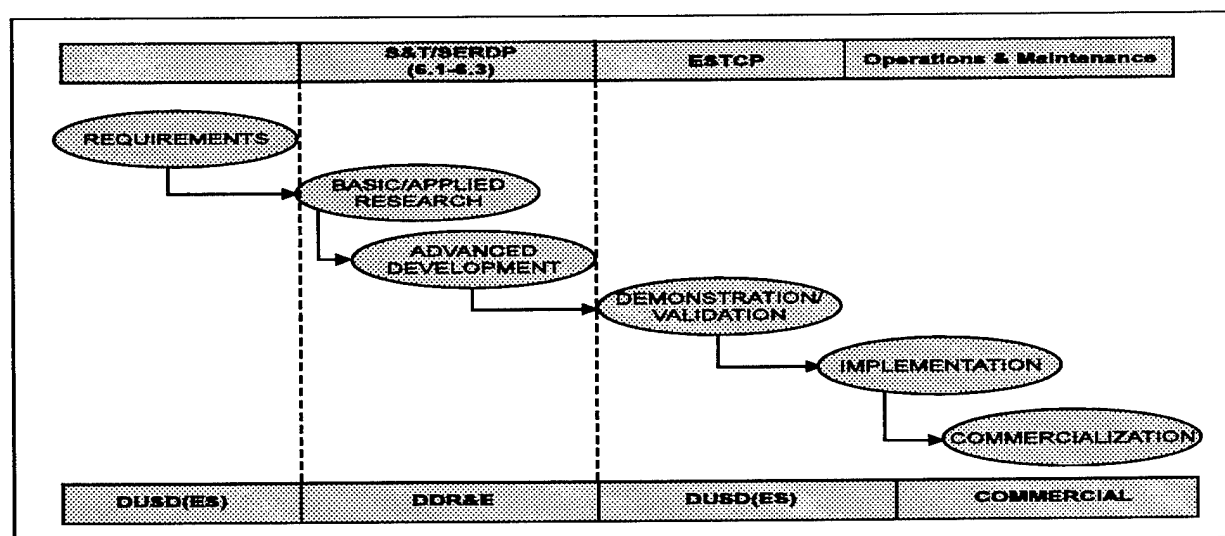 S&T/SERDP
(6.1-6.3)
ESTCP
Operations & Maintenance
REQUIREMENTS
BASIC/APPLIED
RESEARCH
ADVANCED
DEVELOPMENT
DEMONSTRATION/
VALIDATION
IMPLEMENTATION
COMMERCIALIZATION
DUSD(ES)
DDR&E
DUSD(ES)
COMMERCIAL